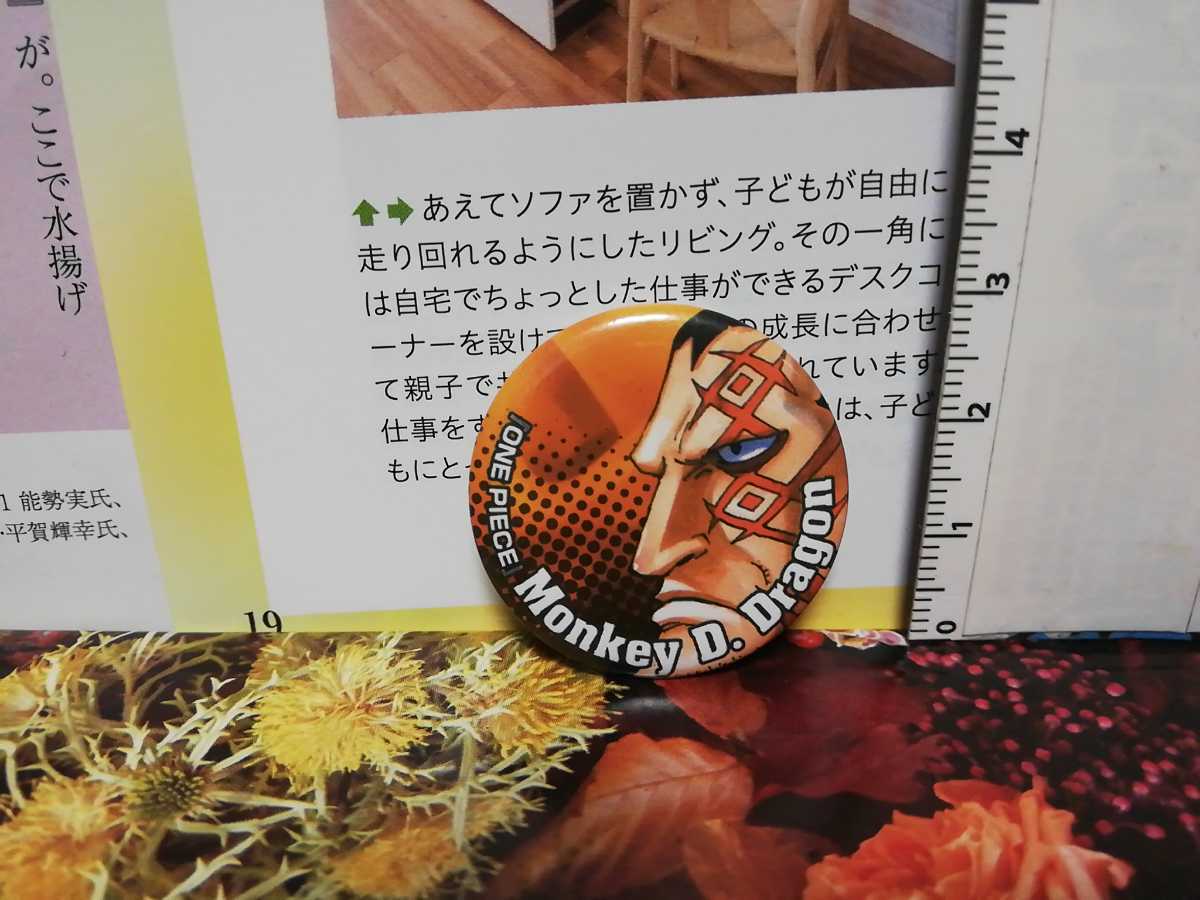 が。ここで水揚げ
1 能勢実氏、
・平賀輝幸氏、
19
あえてソファを置かず、子どもが自由に
走り回れるようにしたリビング。その一角に
は自宅でちょっとした仕事ができるデスクコ
ーナーを設け
の成長に合わせ
て親子で
れています
仕事をす
は、子ど
もにとっ
「ONE PIECE」
Monkey D. Dragon
4
3
2
1
0